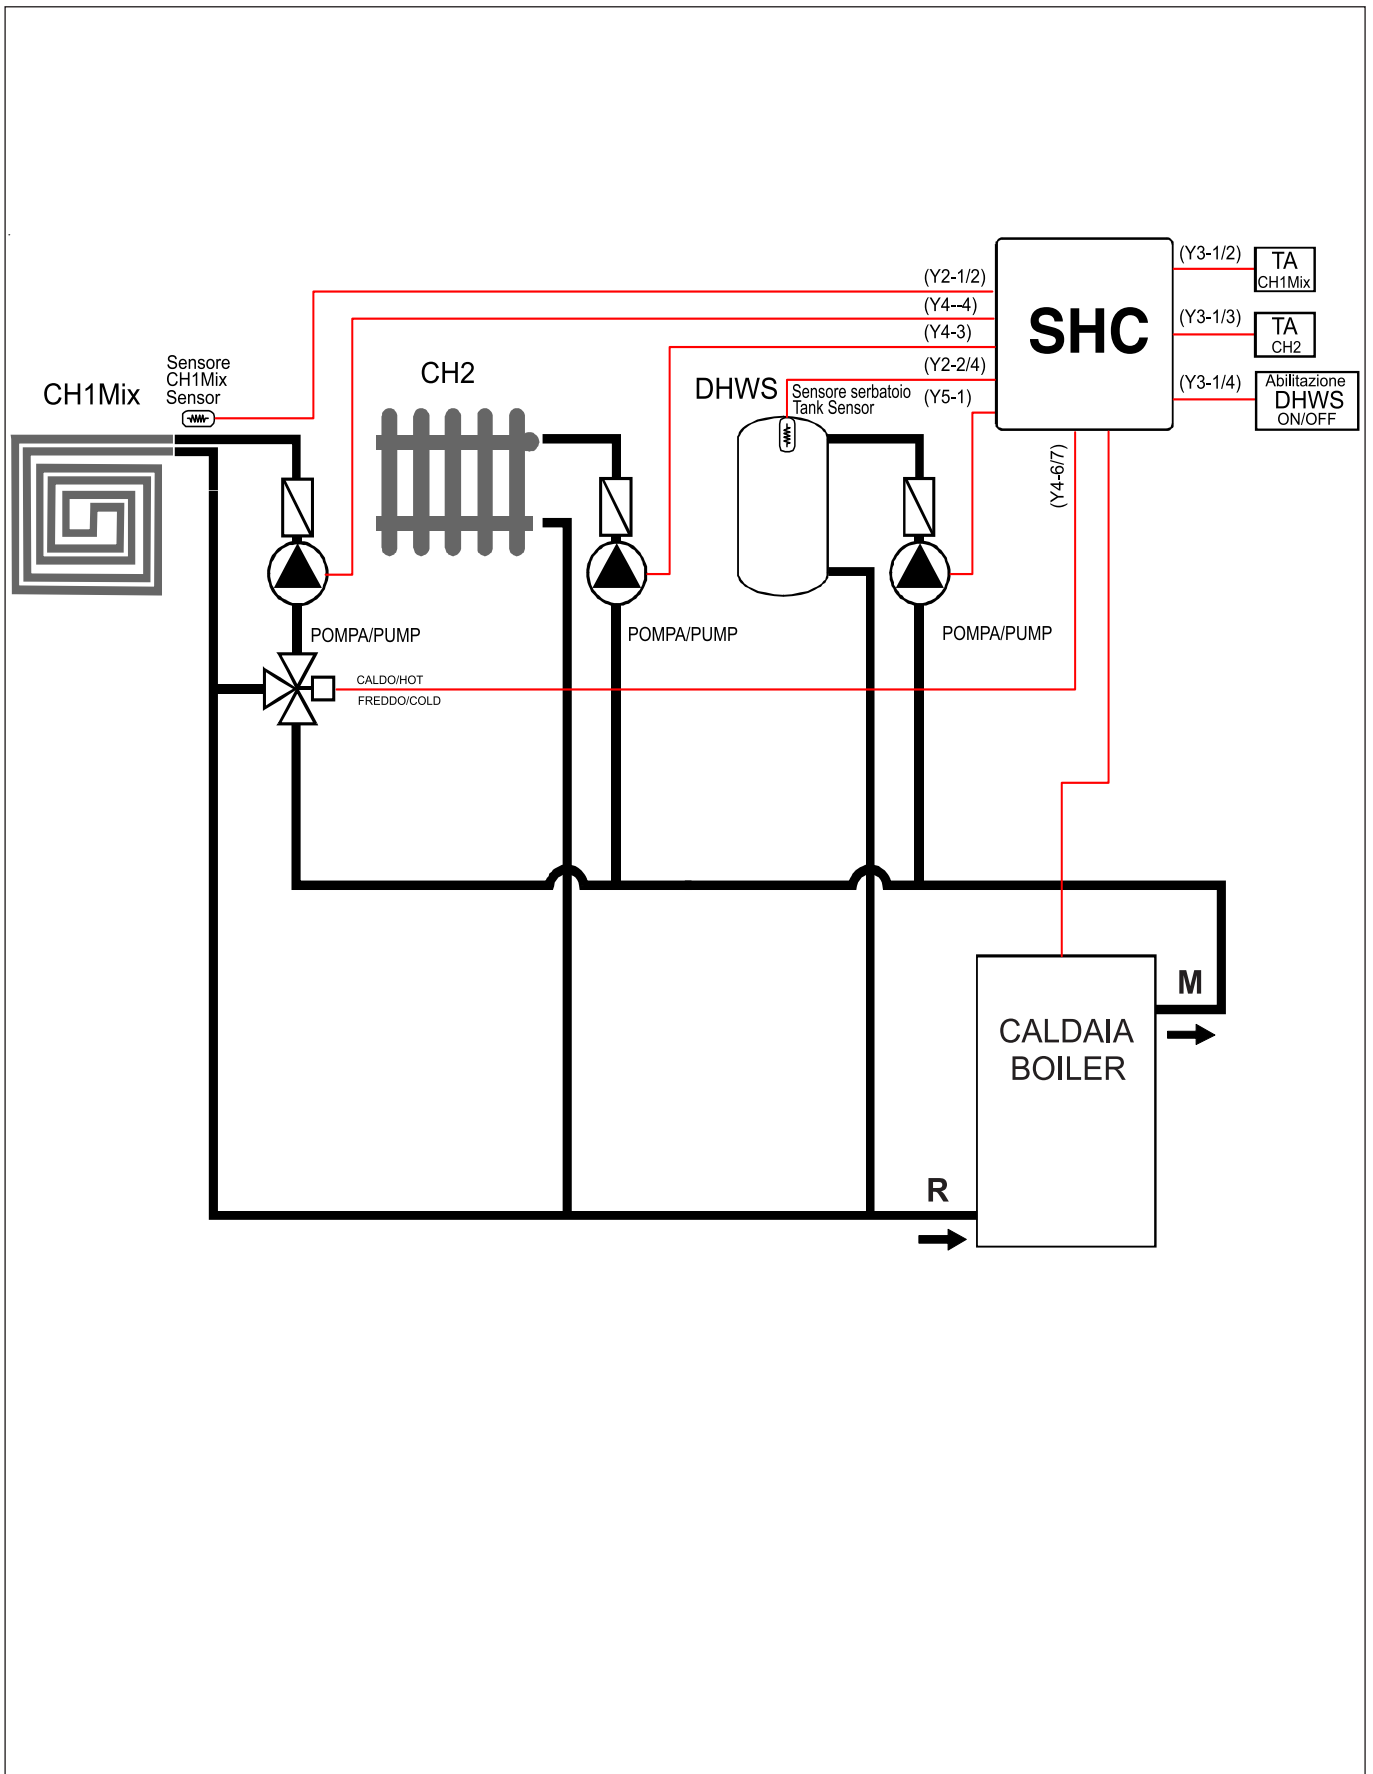 (Y3-1/2)
TA
CH1Mix
(Y2-1/2)
(Y4--4)
SHC
(Y3-1/3)
TA
CH2
(Y4-3)
Sensore
CH1Mix
Sensor
CH2
(Y2-2/4)
(Y3-1/4)
Abilitazione
DHWS
ON/OFF
CH1Mix
DHWS
Sensore serbatoio
Tank Sensor
(Y5-1)
(Y4-6/7)
POMPA/PUMP
POMPA/PUMP
POMPA/PUMP
CALDO/HOT
FREDDO/COLD
M
CALDAIA
BOILER
R